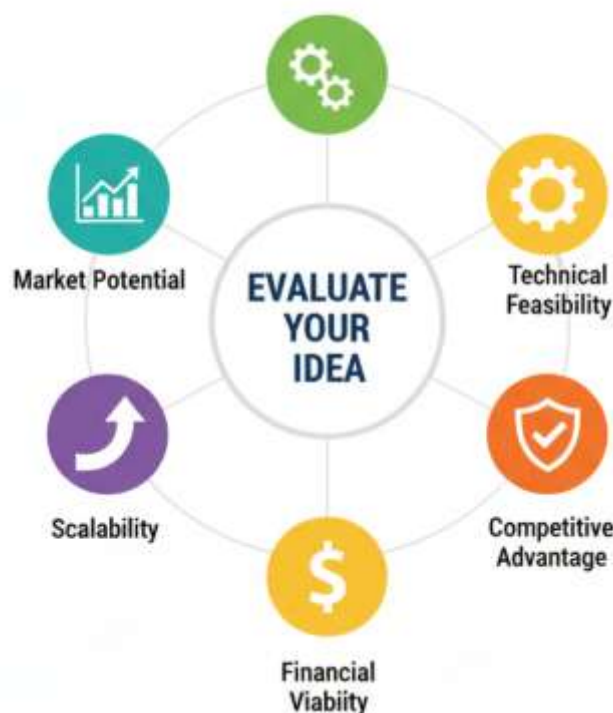 EVALUATE
YOUR
IDEA
Market Potential
Technical
Feasibility
Scalability
Competitive
Advantage
$
Financial
Viabiity